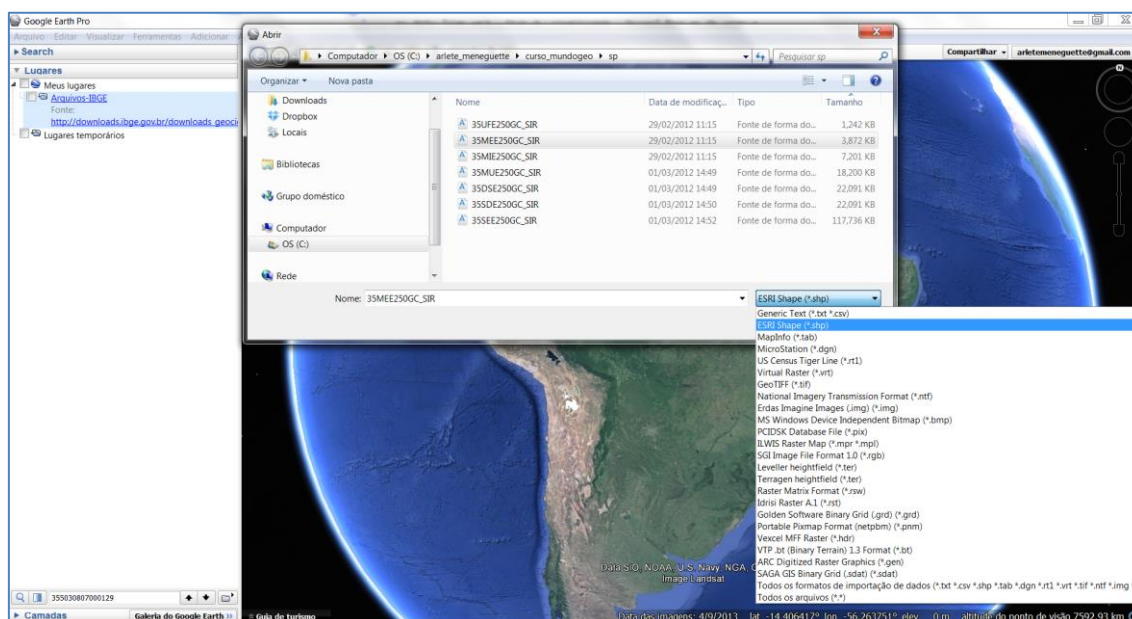 Google Earth Pro
Arquivo Editar Visualizar Ferramentas Adicionar
Search
Lugares
Meus lugares
Arquivos-IBGE
Fonte:
http://downloads.ibge.gov.br/downloads_geoci
Lugares temporários
355030807000129
Camadas
Galeria do Google Earth
Abrir
Computador
OS (C:)
arlete_meneguette
curso_mundogeo
sp
Pesquisar sp
Organizar
Nova pasta
Downloads
Dropbox
Locais
Bibliotecas
Grupo doméstico
Computador
OS (C:)
Rede
Nome Data de modificaç... Tipo Tamanho
35UFE250GC_SIR 29/02/2012 11:15 Fonte de forma do... 1,242 KB
35MEE250GC_SIR 29/02/2012 11:15 Fonte de forma do... 3,872 KB
35MIE250GC_SIR 29/02/2012 11:15 Fonte de forma do... 7,201 KB
35MUE250GC_SIR 01/03/2012 14:49 Fonte de forma do... 18,200 KB
35DSE250GC_SIR 01/03/2012 14:49 Fonte de forma do... 22,091 KB
35SDE250GC_SIR 01/03/2012 14:50 Fonte de forma do... 22,091 KB
35SEE250GC_SIR 01/03/2012 14:52 Fonte de forma do... 117,736 KB
Nome: 35MEE250GC_SIR
ESRI Shape (*.shp)
Generic Text (*.txt *.csv)
ESRI Shape (*.shp)
MapInfo (*.tab)
MicroStation (*.dgn)
US Census Tiger Line (*.rt1)
Virtual Raster (*.vrt)
GeoTIFF (*.tif)
National Imagery Transmission Format (*.ntf)
Erdas Imagine Images (.img) (*.img)
MS Windows Device Independent Bitmap (*.bmp)
PCIDSK Database File (*.pix)
ILWIS Raster Map (*.mpr *.mpl)
SGI Image File Format 1.0 (*.rgb)
Leveller heightfield (*.ter)
Terragen heightfield (*.ter)
Raster Matrix Format (*.rsw)
Idrisi Raster A.1 (*.rst)
Golden Software Binary Grid (.grd) (*.grd)
Portable Pixmap Format (netpbm) (*.pnm)
Vexcel MFF Raster (*.hdr)
VTP .bt (Binary Terrain) 1.3 Format (*.bt)
ARC Digitized Raster Graphics (*.gen)
SAGA GIS Binary Grid (.sdat) (*.sdat)
Todos os formatos de importação de dados (*.txt *.csv *.shp *.tab *.dgn *.rt1 *.vrt *.tif *.ntf *.img
Todos os arquivos (*.*)
Compartilhar
arletemeneguette@gmail.com
N
Data SIO, NOAA, U.S. Navy, NGA,
Image Landsat
Guia de turismo
Data das imagens: 4/9/2013 lat -14.406417° lon -56.263751° elev 0 m altitude do ponto de visão 7592.93 km